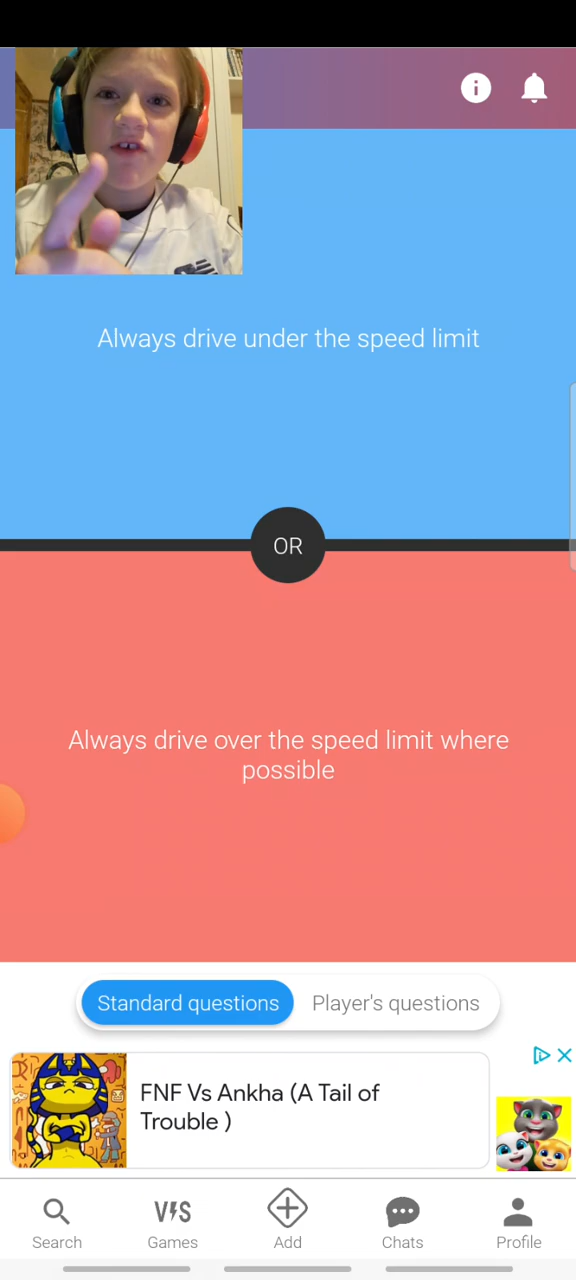 Always drive under the speed limit
OR
Always drive over the speed limit where
possible
Standard questions
Player's questions
FNF Vs Ankha (A Tail of
Trouble )
Search
VS
Games
Add
Chats
Profile